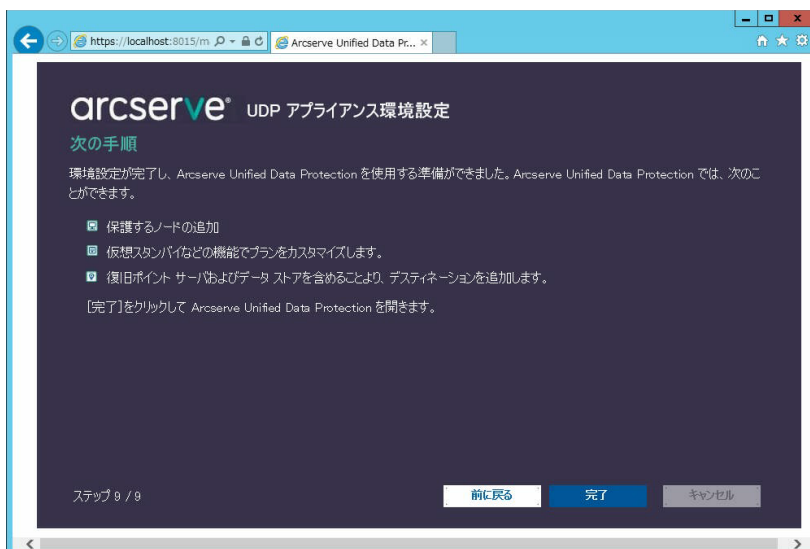 https://localhost:8015/m
Arcserve Unified Data Pr...
arcserve® UDP アプライアンス環境設定
次の手順
環境設定が完了し、Arcserve Unified Data Protection を使用する準備ができました。Arcserve Unified Data Protection では、次のこ
とができます。
保護するノードの追加
仮想スタンバイなどの機能でプランをカスタマイズします。
復旧ポイント サーバおよびデータ ストアを含めることより、デスティネーションを追加します。
[完了]をクリックして Arcserve Unified Data Protection を開きます。
ステップ 9 / 9
前に戻る
完了
キャンセル